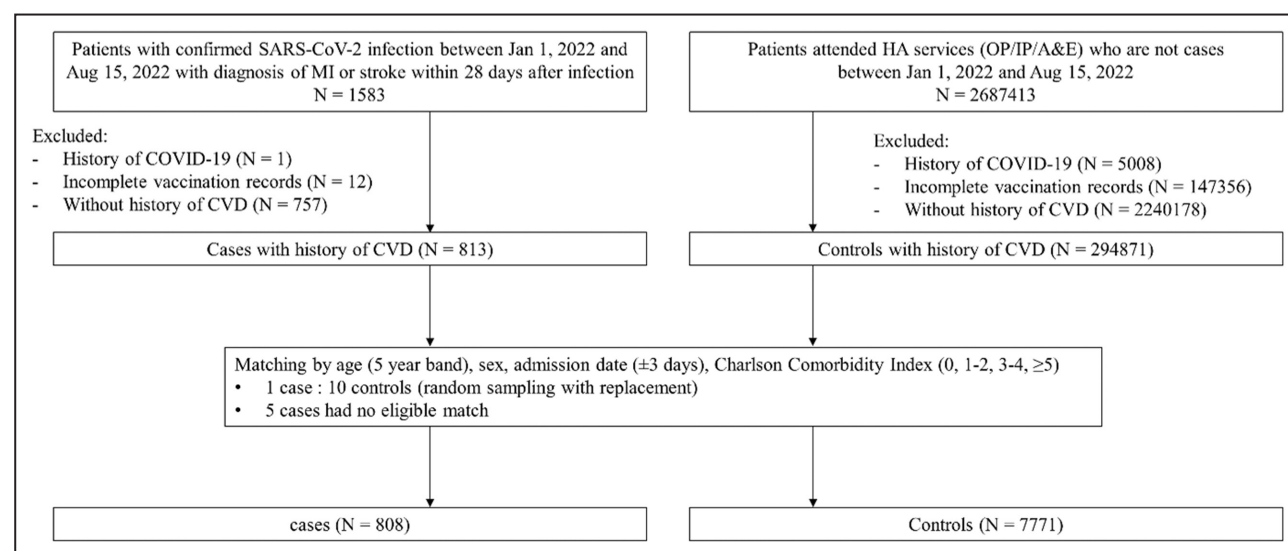 Patients with confirmed SARS-CoV-2 infection between Jan 1, 2022 and
Aug 15, 2022 with diagnosis of MI or stroke within 28 days after infection
N = 1583
Patients attended HA services (OP/IP/A&E) who are not cases
between Jan 1, 2022 and Aug 15, 2022
N = 2687413
Excluded:
- History of COVID-19 (N = 1)
- Incomplete vaccination records (N = 12)
- Without history of CVD (N = 757)
Excluded:
- History of COVID-19 (N = 5008)
- Incomplete vaccination records (N = 147356)
- Without history of CVD (N = 2240178)
Cases with history of CVD (N = 813)
Controls with history of CVD (N = 294871)
Matching by age (5 year band), sex, admission date (±3 days), Charlson Comorbidity Index (0, 1-2, 3-4, ≥5)
• 1 case : 10 controls (random sampling with replacement)
• 5 cases had no eligible match
cases (N = 808)
Controls (N = 7771)